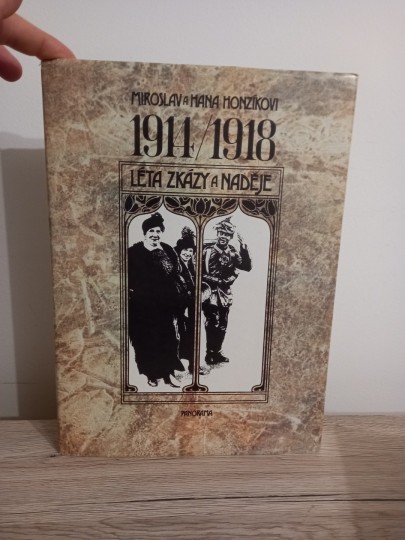 MIROSLAV A HANA HONZÍKOVI
1914/1918
LÉTA ZKÁZY A NADĚJE
PANORAMA